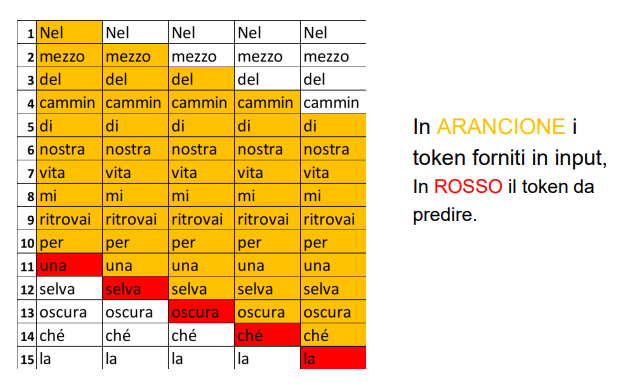 1 Nel Nel Nel Nel Nel
2 mezzo mezzo mezzo mezzo mezzo
3 del del del del del
4 cammin cammin cammin cammin cammin
5 di di di di di
6 nostra nostra nostra nostra nostra
7 vita vita vita vita vita
8 mi mi mi mi mi
9 ritrovai ritrovai ritrovai ritrovai ritrovai
10 per per per per per
11 una una una una una
12 selva selva selva selva selva
13 oscura oscura oscura oscura oscura
14 ché ché ché ché ché
15 la la la la la
In ARANCIONE i
token forniti in input,
In ROSSO il token da
predire.